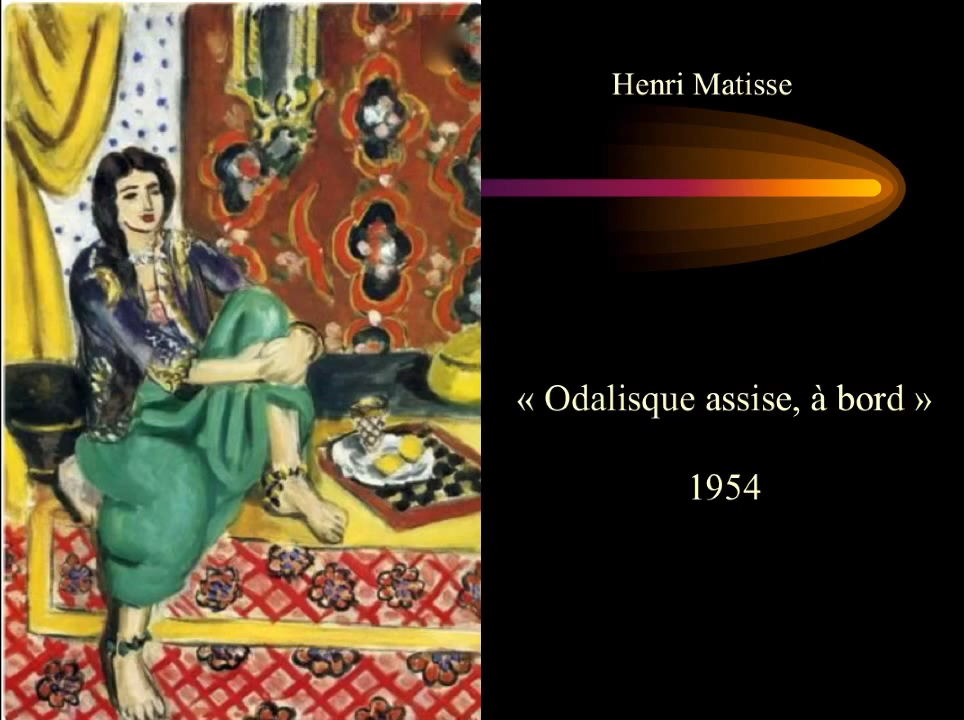 Henri Matisse
« Odalisque assise, à bord »
1954